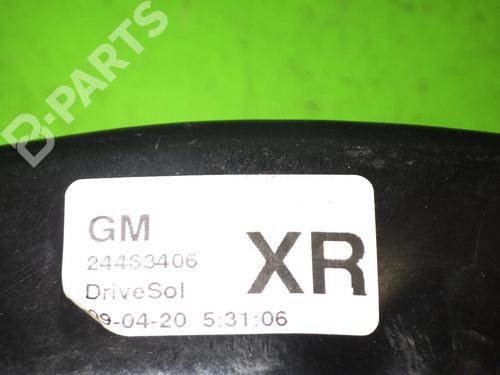 B-PARTS
GM
24463406
XR
DriveSol
09-04-20 5:31:06